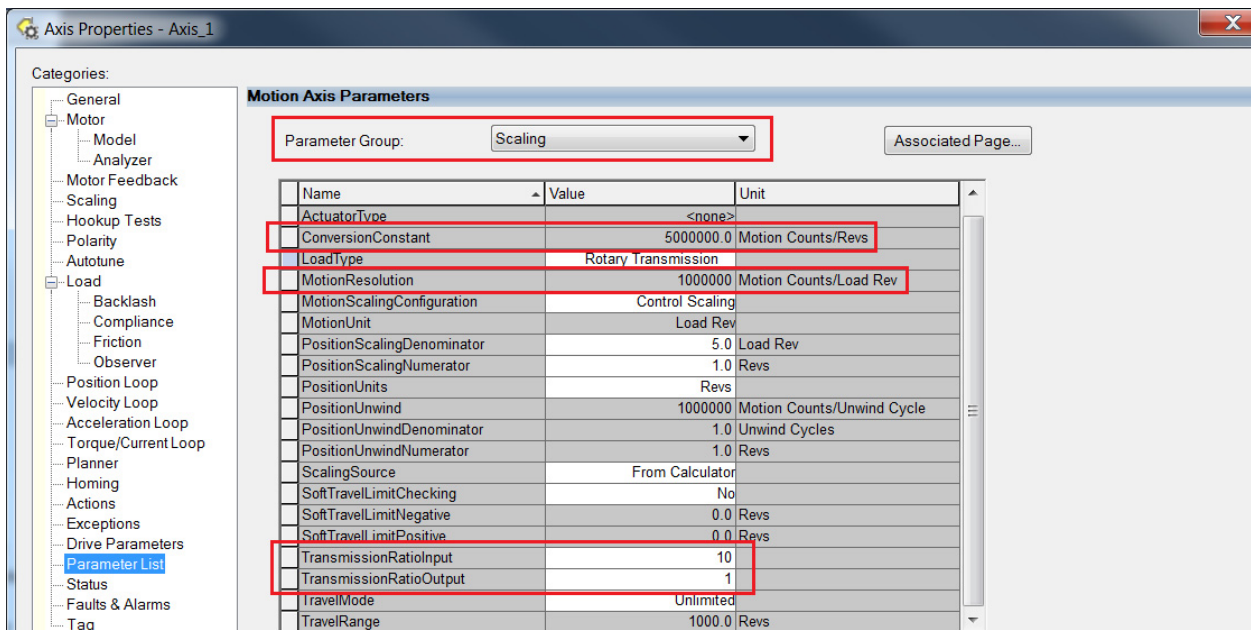 Axis Properties - Axis_1
X
Categories:
General
Motor
Model
Analyzer
Motor Feedback
Scaling
Hookup Tests
Polarity
Autotune
Load
Backlash
Compliance
Friction
Observer
Position Loop
Velocity Loop
Acceleration Loop
Torque/Current Loop
Planner
Homing
Actions
Exceptions
Drive Parameters
Parameter List
Status
Faults & Alarms
Tag
Motion Axis Parameters
Parameter Group: Scaling Associated Page...
Name Value Unit
ActuatorType <none>
ConversionConstant 5000000.0 Motion Counts/Revs
LoadType Rotary Transmission
MotionResolution 1000000 Motion Counts/Load Rev
MotionScalingConfiguration Control Scaling
MotionUnit Load Rev
PositionScalingDenominator 5.0 Load Rev
PositionScalingNumerator 1.0 Revs
PositionUnits Revs
PositionUnwind 1000000 Motion Counts/Unwind Cycle
PositionUnwindDenominator 1.0 Unwind Cycles
PositionUnwindNumerator 1.0 Revs
ScalingSource From Calculator
SoftTravelLimitChecking No
SoftTravelLimitNegative 0.0 Revs
SoftTravelLimitPositive 0.0 Revs
TransmissionRatioInput 10
TransmissionRatioOutput 1
TravelMode Unlimited
TravelRange 1000.0 Revs